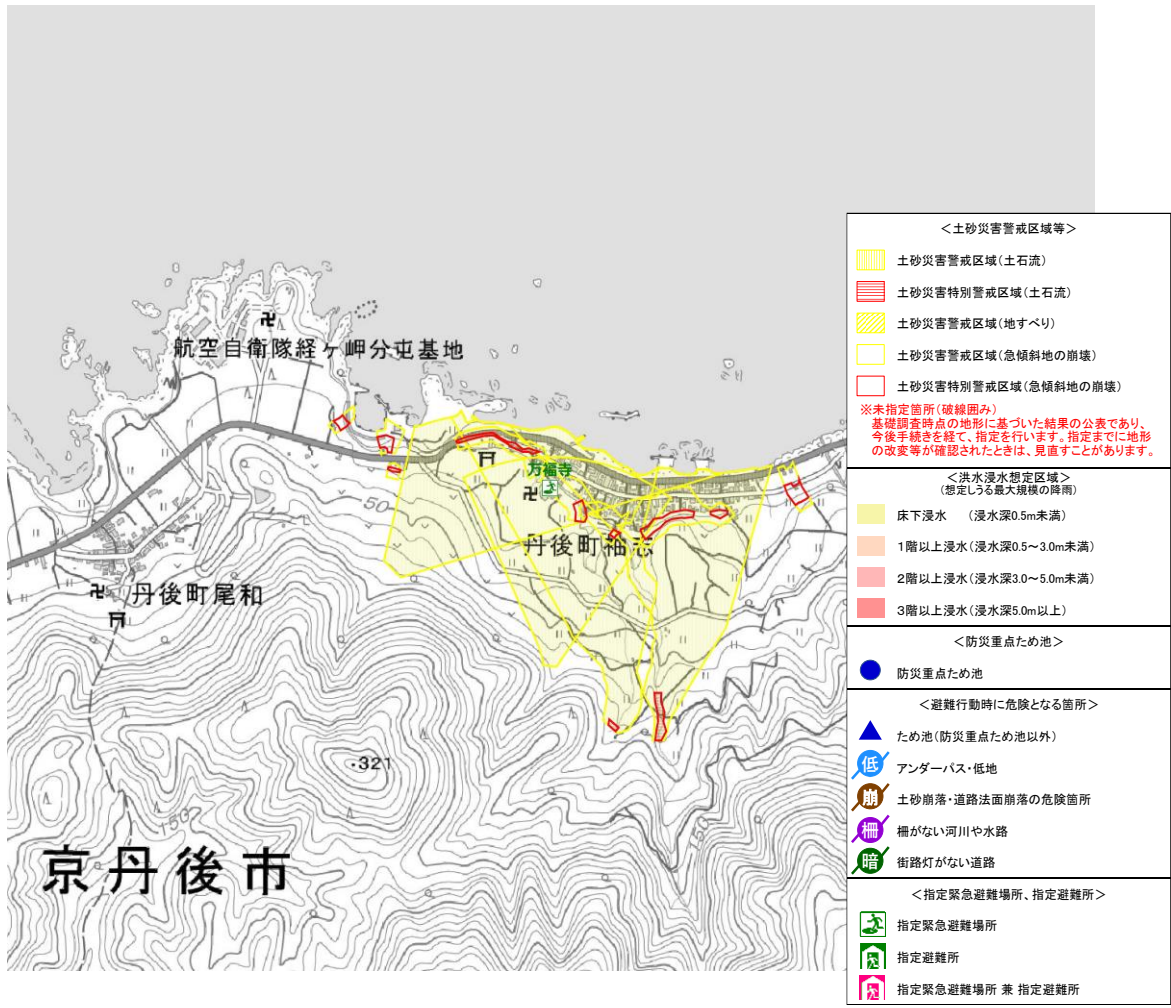 航空自衛隊経ヶ岬分屯基地
万福寺
50
丹後町袖志
丹後町尾和
・321
150
150
京丹後市
＜土砂災害警戒区域等＞
土砂災害警戒区域（土石流）
土砂災害特別警戒区域（土石流）
土砂災害警戒区域（地すべり）
土砂災害警戒区域（急傾斜地の崩壊）
土砂災害特別警戒区域（急傾斜地の崩壊）
※未指定箇所（破線囲み）
基礎調査時点の地形に基づいた結果の公表であり、
今後手続きを経て、指定を行います。指定までに地形
の改変等が確認されたときは、見直すことがあります。
＜洪水浸水想定区域＞
（想定しうる最大規模の降雨）
床下浸水　（浸水深0.5m未満）
１階以上浸水（浸水深0.5～3.0m未満）
２階以上浸水（浸水深3.0～5.0m未満）
３階以上浸水（浸水深5.0m以上）
＜防災重点ため池＞
防災重点ため池
＜避難行動時に危険となる箇所＞
ため池（防災重点ため池以外）
低 アンダーパス・低地
崩 土砂崩落・道路法面崩落の危険箇所
柵 柵がない河川や水路
暗 街路灯がない道路
＜指定緊急避難場所、指定避難所＞
指定緊急避難場所
指定避難所
指定緊急避難場所 兼 指定避難所